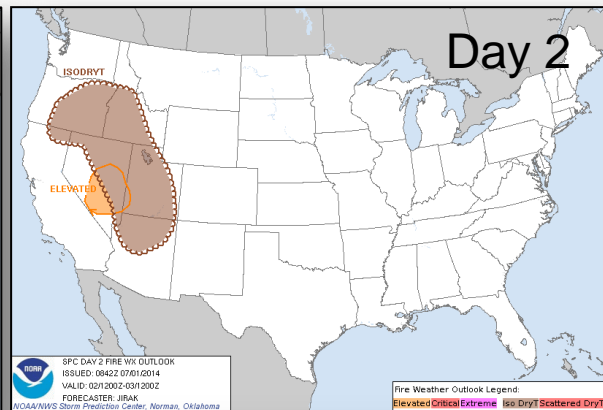 Day 2
ISODRYT
ELEVATED
NOAA
SPC DAY 2 FIRE WX OUTLOOK
ISSUED: 0842Z 07/01/2014
VALID: 02/1200Z-03/1200Z
FORECASTER: JIRAK
NOAA/NWS Storm Prediction Center, Norman, Oklahoma
Fire Weather Outlook Legend:
Elevated Critical Extreme Iso DryT Scattered DryT